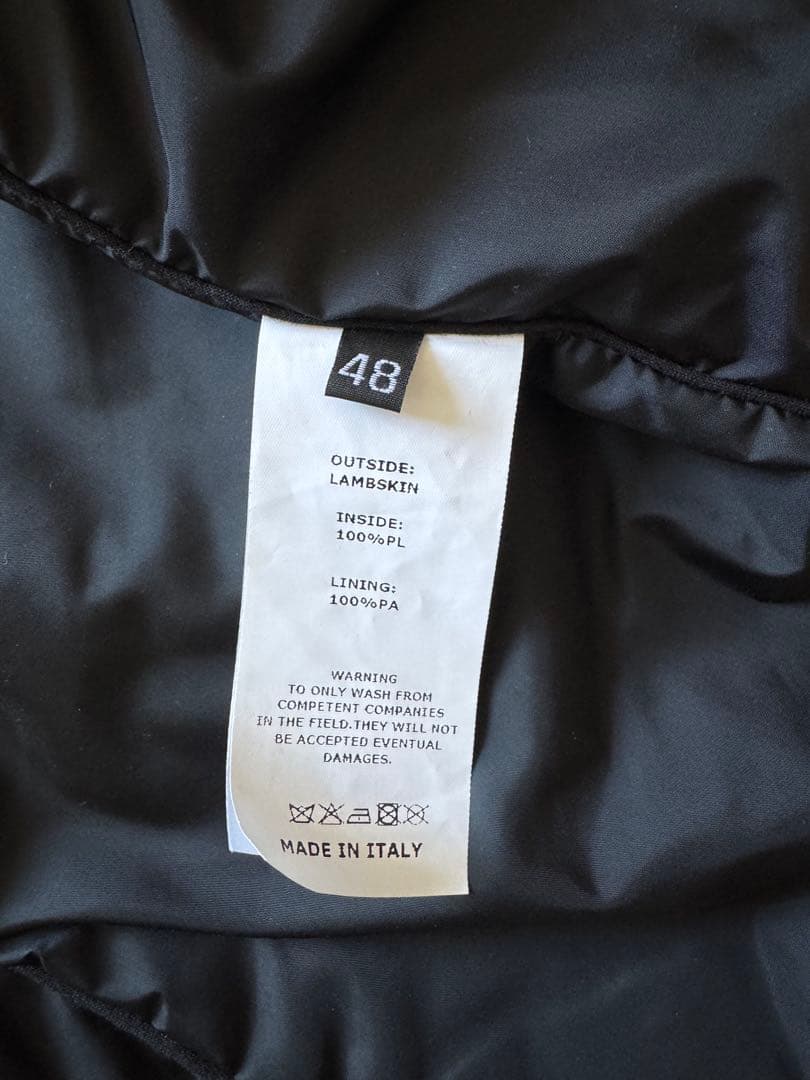 48
OUTSIDE:
LAMBSKIN
INSIDE:
100%PL
LINING:
100%PA
WARNING
TO ONLY WASH FROM
COMPETENT COMPANIES
IN THE FIELD.THEY WILL NOT
BE ACCEPTED EVENTUAL
DAMAGES.
MADE IN ITALY